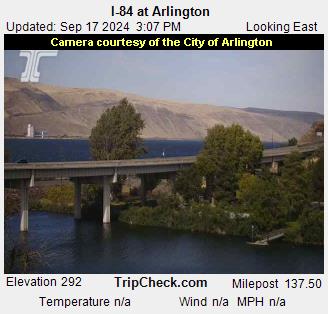 I-84 at Arlington
Updated: Sep 17 2024 3:07 PM Looking East
Camera courtesy of the City of Arlington
Elevation 292 TripCheck.com Milepost 137.50
Temperature n/a Wind n/a MPH n/a